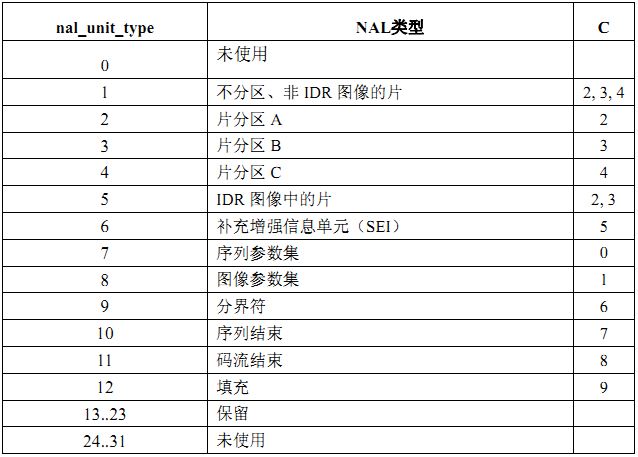 nal_unit_type NAL类型 C
0 未使用
1 不分区、非 IDR 图像的片 2, 3, 4
2 片分区 A 2
3 片分区 B 3
4 片分区 C 4
5 IDR 图像中的片 2, 3
6 补充增强信息单元（SEI） 5
7 序列参数集 0
8 图像参数集 1
9 分界符 6
10 序列结束 7
11 码流结束 8
12 填充 9
13..23 保留
24..31 未使用